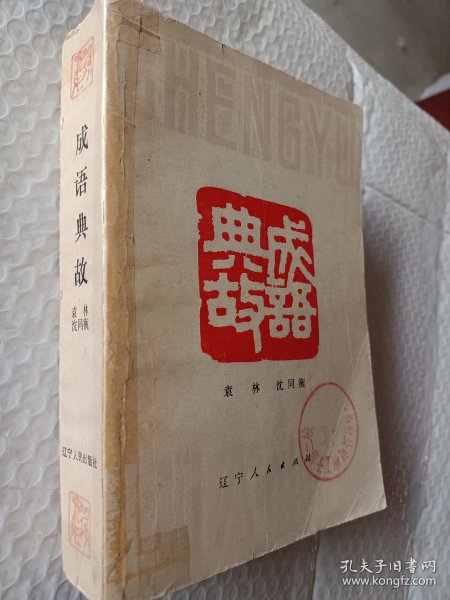 CHENGYU
成語
典故
袁林 沈同衡
辽宁人民出版社
成语典故
袁林
沈同衡
辽宁人民出版社
孔夫子旧书网
www.kongfz.com